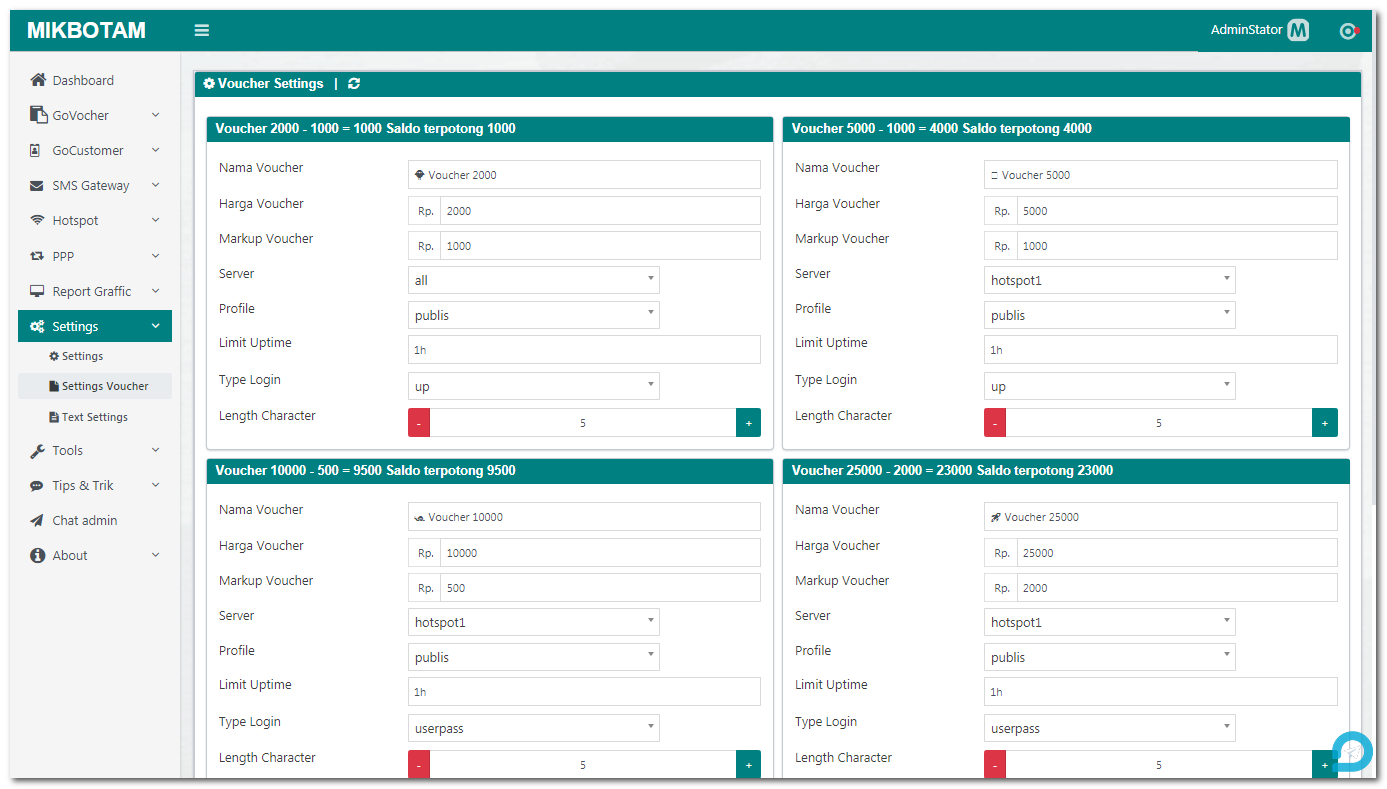 MIKBOTAM
AdminStator M
Dashboard
GoVocher
GoCustomer
SMS Gateway
Hotspot
PPP
Report Graffic
Settings
Settings
Settings Voucher
Text Settings
Tools
Tips & Trik
Chat admin
About
Voucher Settings |
Voucher 2000 - 1000 = 1000 Saldo terpotong 1000
Nama Voucher Voucher 2000
Harga Voucher Rp. 2000
Markup Voucher Rp. 1000
Server all
Profile publis
Limit Uptime 1h
Type Login up
Length Character - 5 +
Voucher 5000 - 1000 = 4000 Saldo terpotong 4000
Nama Voucher Voucher 5000
Harga Voucher Rp. 5000
Markup Voucher Rp. 1000
Server hotspot1
Profile publis
Limit Uptime 1h
Type Login up
Length Character - 5 +
Voucher 10000 - 500 = 9500 Saldo terpotong 9500
Nama Voucher Voucher 10000
Harga Voucher Rp. 10000
Markup Voucher Rp. 500
Server hotspot1
Profile publis
Limit Uptime 1h
Type Login userpass
Length Character - 5 +
Voucher 25000 - 2000 = 23000 Saldo terpotong 23000
Nama Voucher Voucher 25000
Harga Voucher Rp. 25000
Markup Voucher Rp. 2000
Server hotspot1
Profile publis
Limit Uptime 1h
Type Login userpass
Length Character - 5 +